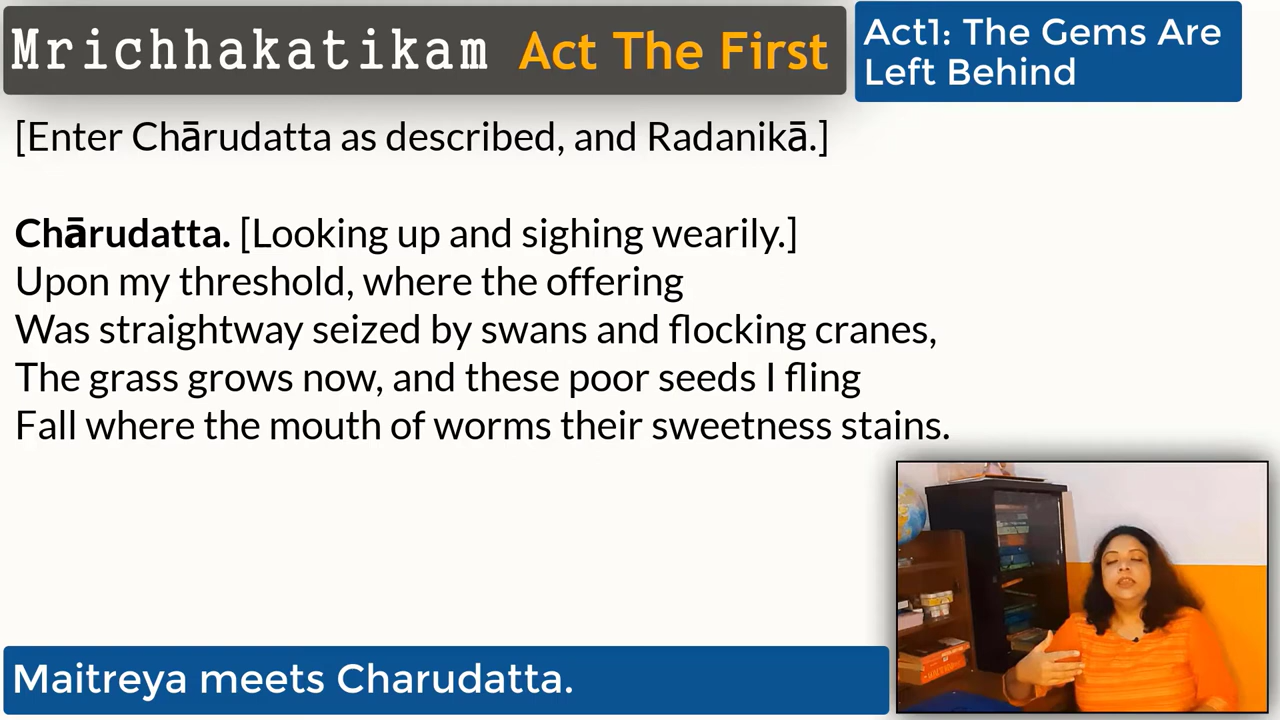 Mrichhakatikam Act The First
Act1: The Gems Are
Left Behind
[Enter Chārudatta as described, and Radanikā.]
Chārudatta. [Looking up and sighing wearily.]
Upon my threshold, where the offering
Was straightway seized by swans and flocking cranes,
The grass grows now, and these poor seeds I fling
Fall where the mouth of worms their sweetness stains.
Maitreya meets Charudatta.